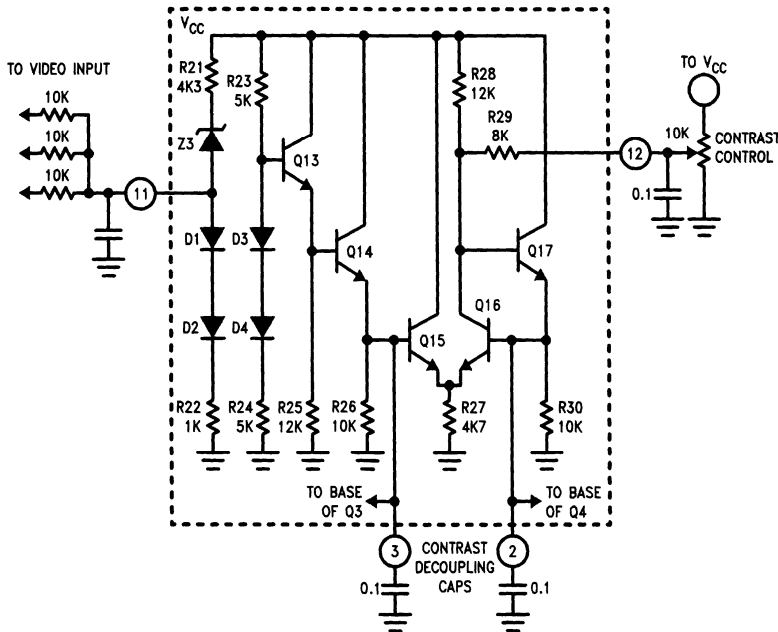 VCC
TO VIDEO INPUT
10K
10K
10K
11
R21
4K3
Z3
D1
D2
R22
1K
R23
5K
D3
D4
R24
5K
Q13
R25
12K
Q14
R26
10K
Q15
R27
4K7
R28
12K
R29
8K
Q17
Q16
R30
10K
12
TO VCC
10K
CONTRAST
CONTROL
0.1
TO BASE
OF Q3
TO BASE
OF Q4
3
CONTRAST
DECOUPLING
CAPS
2
0.1
0.1